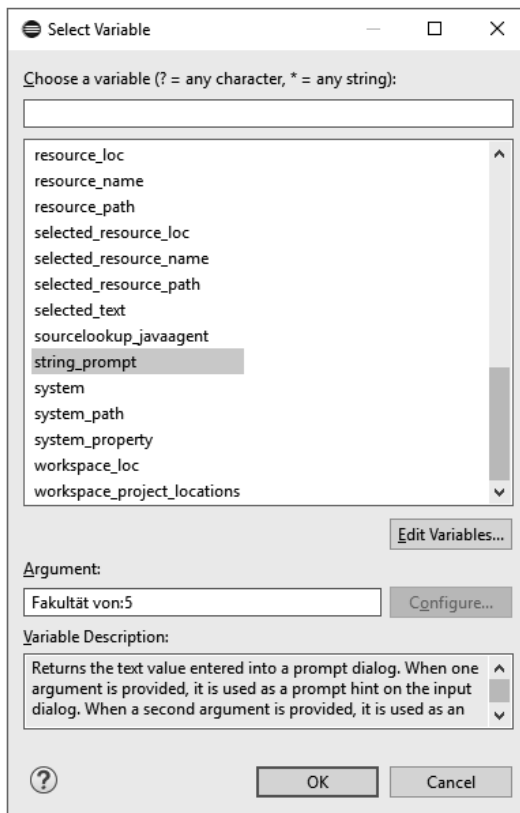 Select Variable
Choose a variable (? = any character, * = any string):
resource_loc
resource_name
resource_path
selected_resource_loc
selected_resource_name
selected_resource_path
selected_text
sourcelookup_javaagent
string_prompt
system
system_path
system_property
workspace_loc
workspace_project_locations
Edit Variables...
Argument:
Fakultät von:5
Configure...
Variable Description:
Returns the text value entered into a prompt dialog. When one
argument is provided, it is used as a prompt hint on the input
dialog. When a second argument is provided, it is used as an
?
OK
Cancel